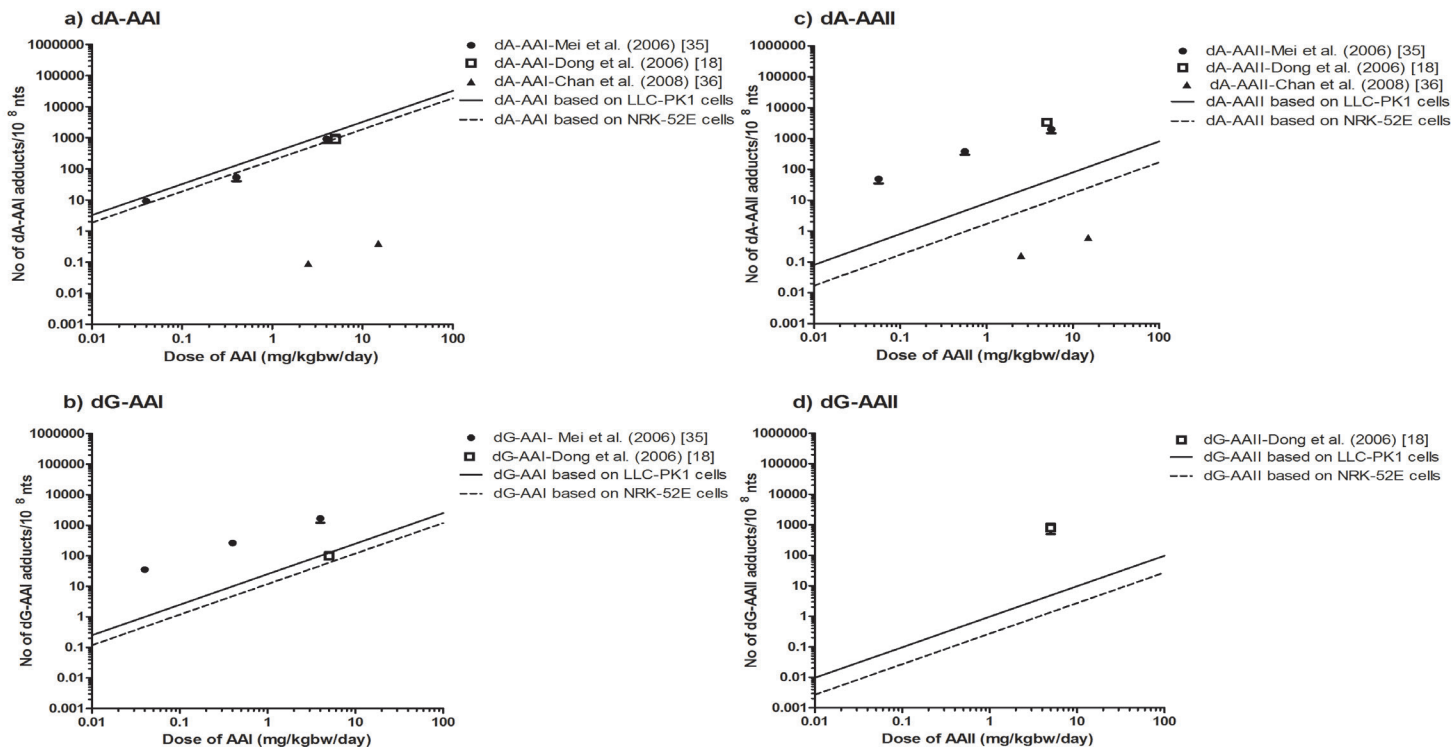 a) dA-AAI
1000000
100000
10000
1000
100
10
1
0.1
0.01
0.001
No of dA-AAI adducts/10 8 nts
0.01 0.1 1 10 100
Dose of AAI (mg/kgbw/day)
dA-AAI-Mei et al. (2006) [35]
dA-AAI-Dong et al. (2006) [18]
dA-AAI-Chan et al. (2008) [36]
dA-AAI based on LLC-PK1 cells
dA-AAI based on NRK-52E cells
c) dA-AAII
1000000
100000
10000
1000
100
10
1
0.1
0.01
0.001
No of dA-AAII adducts/10 8 nts
0.01 0.1 1 10 100
Dose of AAII (mg/kgbw/day)
dA-AAII-Mei et al. (2006) [35]
dA-AAII-Dong et al. (2006) [18]
dA-AAII-Chan et al. (2008) [36]
dA-AAII based on LLC-PK1 cells
dA-AAII based on NRK-52E cells
b) dG-AAI
1000000
100000
10000
1000
100
10
1
0.1
0.01
0.001
No of dG-AAI adducts/10 8 nts
0.01 0.1 1 10 100
Dose of AAI (mg/kgbw/day)
dG-AAI- Mei et al. (2006) [35]
dG-AAI-Dong et al. (2006) [18]
dG-AAI based on LLC-PK1 cells
dG-AAI based on NRK-52E cells
d) dG-AAII
1000000
100000
10000
1000
100
10
1
0.1
0.01
0.001
No of dG-AAII adducts/10 8 nts
0.01 0.1 1 10 100
Dose of AAII (mg/kgbw/day)
dG-AAII-Dong et al. (2006) [18]
dG-AAII based on LLC-PK1 cells
dG-AAII based on NRK-52E cells